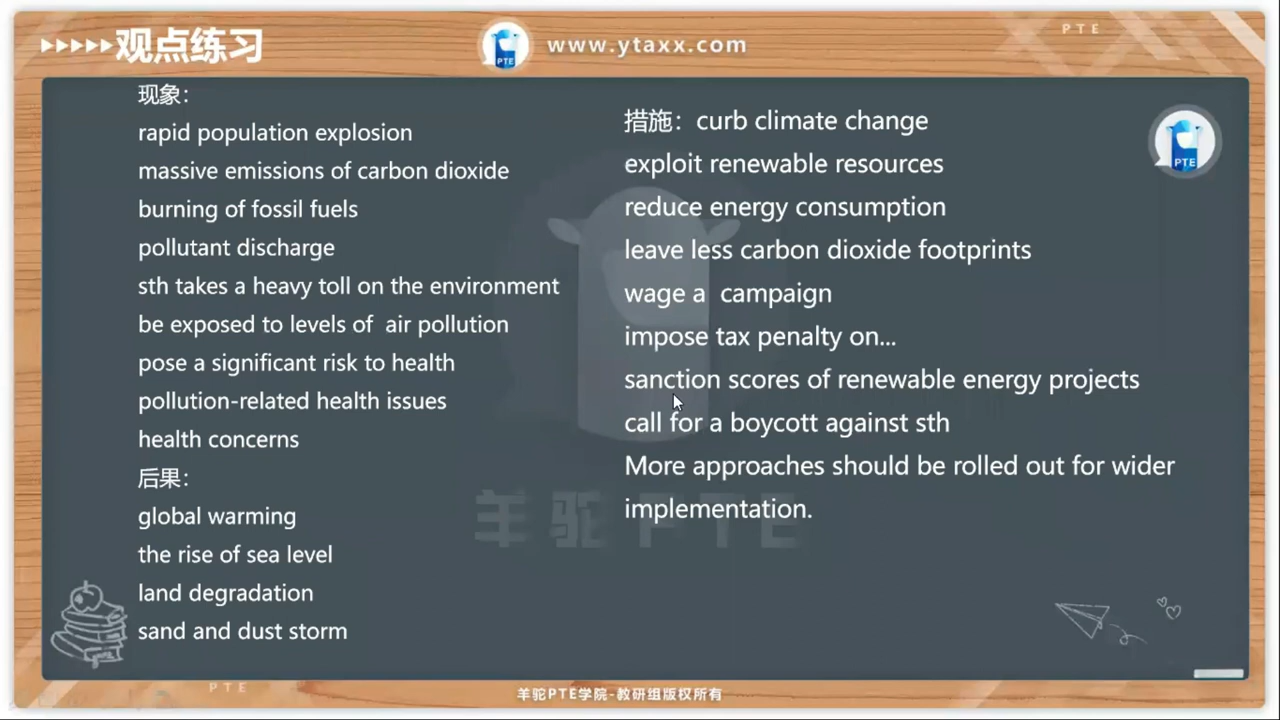 ▶▶▶▶▶观点练习
PTE
www.ytaxx.com
PTE
现象：
rapid population explosion
massive emissions of carbon dioxide
burning of fossil fuels
pollutant discharge
sth takes a heavy toll on the environment
be exposed to levels of  air pollution
pose a significant risk to health
pollution-related health issues
health concerns
后果：
global warming
the rise of sea level
land degradation
sand and dust storm
措施：curb climate change
exploit renewable resources
reduce energy consumption
leave less carbon dioxide footprints
wage a  campaign
impose tax penalty on...
sanction scores of renewable energy projects
call for a boycott against sth
More approaches should be rolled out for wider
implementation.
PTE
羊驼PTE
PTE
羊驼PTE学院-教研组版权所有